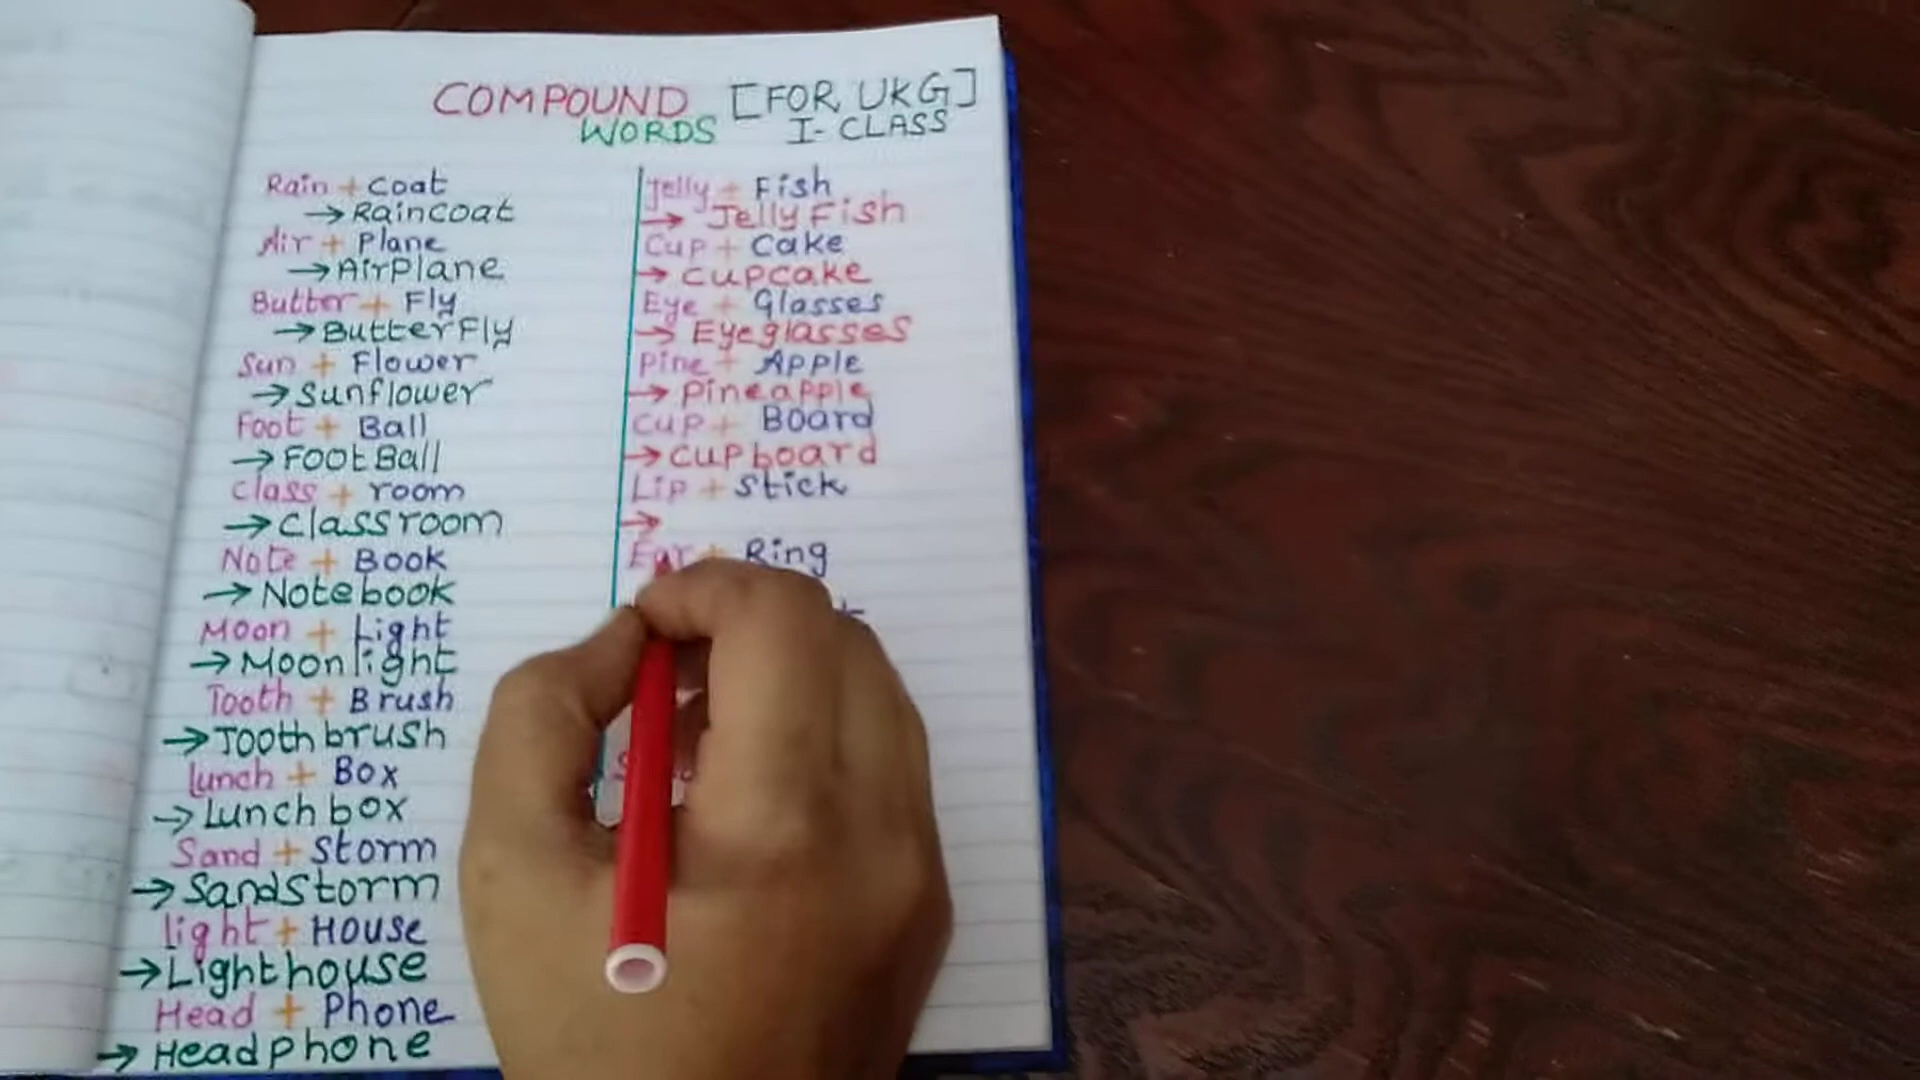 COMPOUND [FOR UKG]
WORDS I- CLASS
Rain + Coat
→ Raincoat
Air + Plane
→ AirPlane
Butter + Fly
→ ButterFly
Sun + Flower
→ Sunflower
Foot + Ball
→ FootBall
Class + room
→ Classroom
Note + Book
→ Notebook
Moon + Light
→ Moonlight
Tooth + Brush
→ Toothbrush
Lunch + Box
→ Lunchbox
Sand + Storm
→ Sandstorm
light + House
→ Lighthouse
Head + Phone
→ Headphone
Jelly + Fish
→ JellyFish
Cup + Cake
→ cupcake
Eye + Glasses
→ Eyeglasses
Pine + Apple
→ Pineapple
Cup + Board
→ cupboard
Lip + Stick
→
Ear + Ring